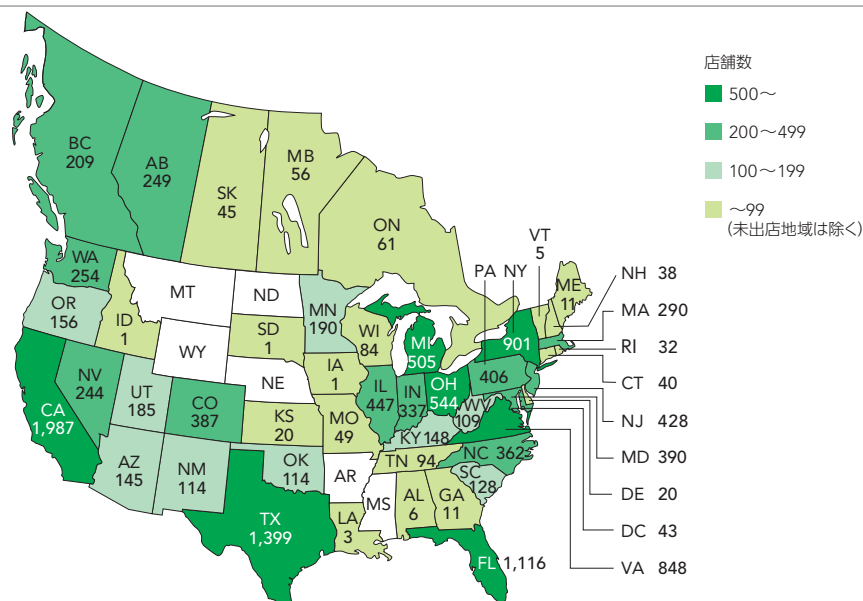 店舗数
500〜
200〜499
100〜199
〜99
(未出店地域は除く)
BC
209
AB
249
SK
45
MB
56
ON
61
VT
5
PA NY
NH 38
ME
11
MA 290
WA
254
MT
ND
MN
190
OR
156
ID
1
SD
1
WI
84
MI
505
901
RI 32
WY
CT 40
406
IA
1
NE
NV
244
UT
185
CO
387
IL
447
IN
337
OH
544
NJ 428
CA
1,987
KS
20
MO
49
WV
109
KY 148
MD 390
AZ
145
NM
114
OK
114
TN 94
NC 362
SC
128
DE 20
AR
MS
AL
6
GA
11
DC 43
TX
1,399
LA
3
FL 1,116
VA 848